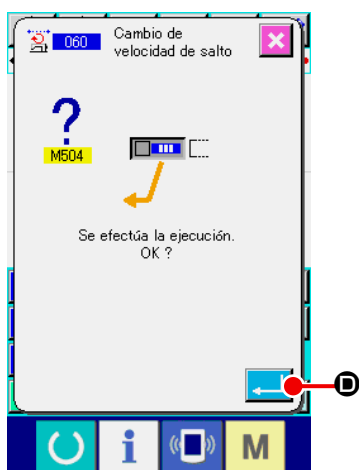 060
Cambio de
velocidad de salto
?
M504
Se efectúa la ejecución.
OK ?
D
i
M